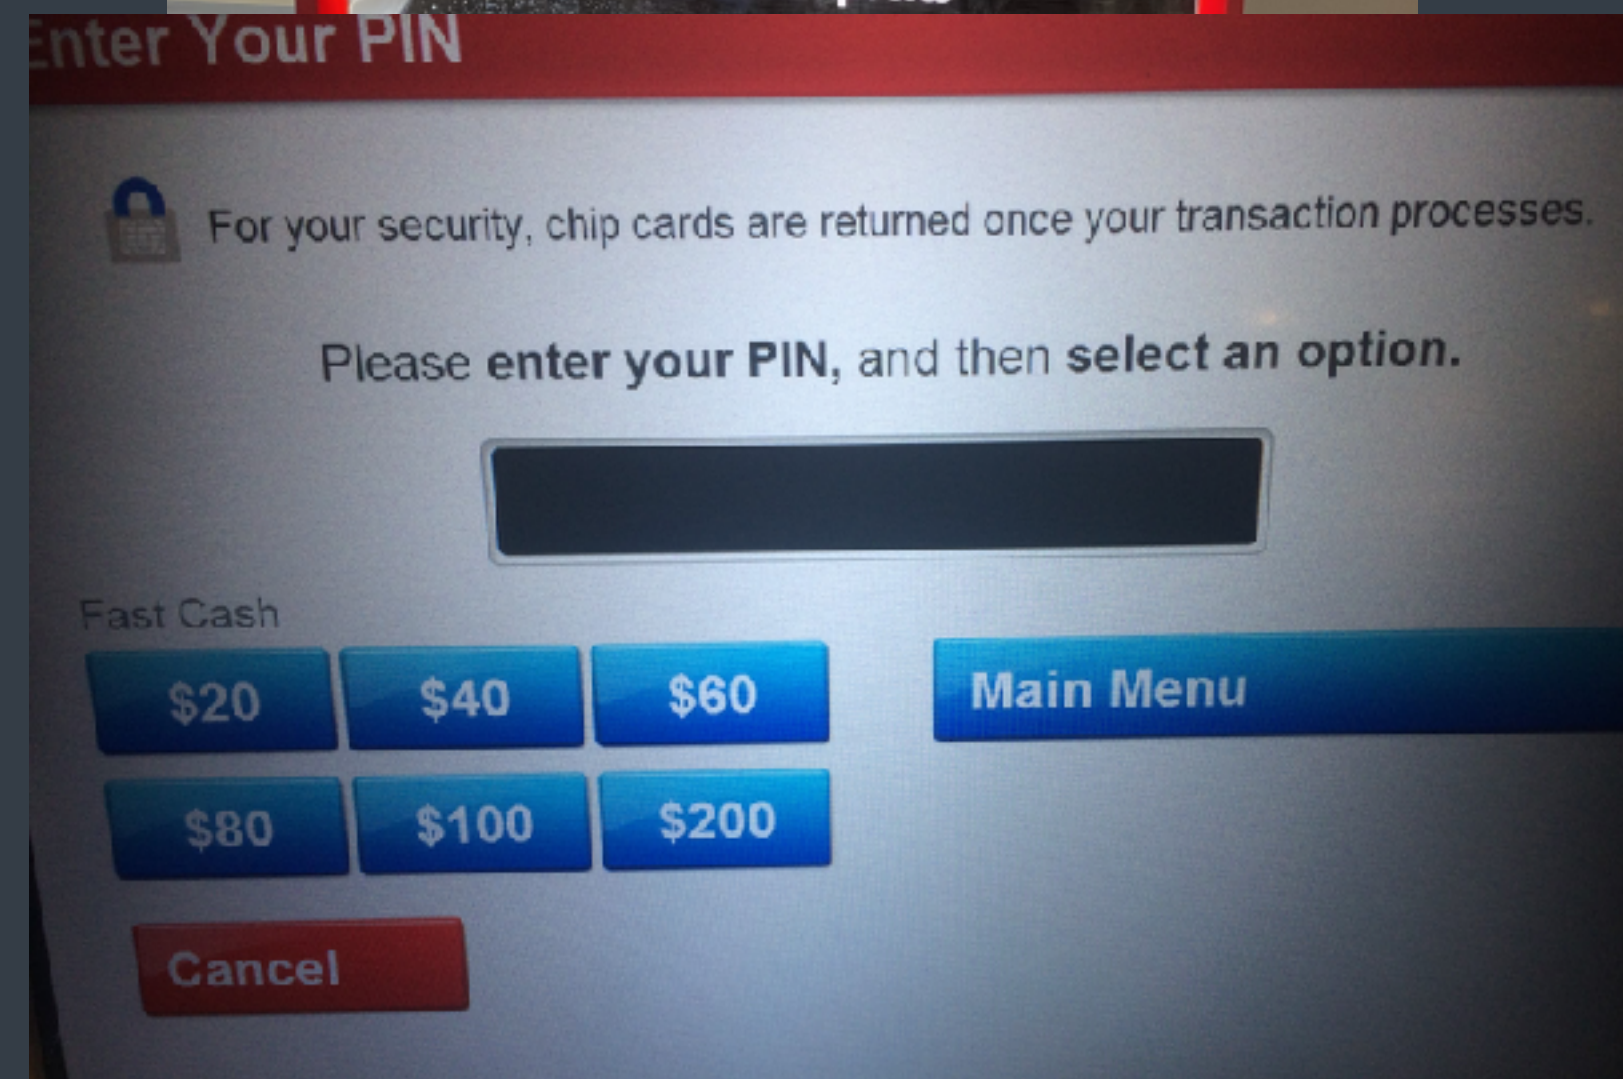 Enter Your PIN
For your security, chip cards are returned once your transaction processes.
Please enter your PIN, and then select an option.
Fast Cash
$20 $40 $60
Main Menu
$80 $100 $200
Cancel